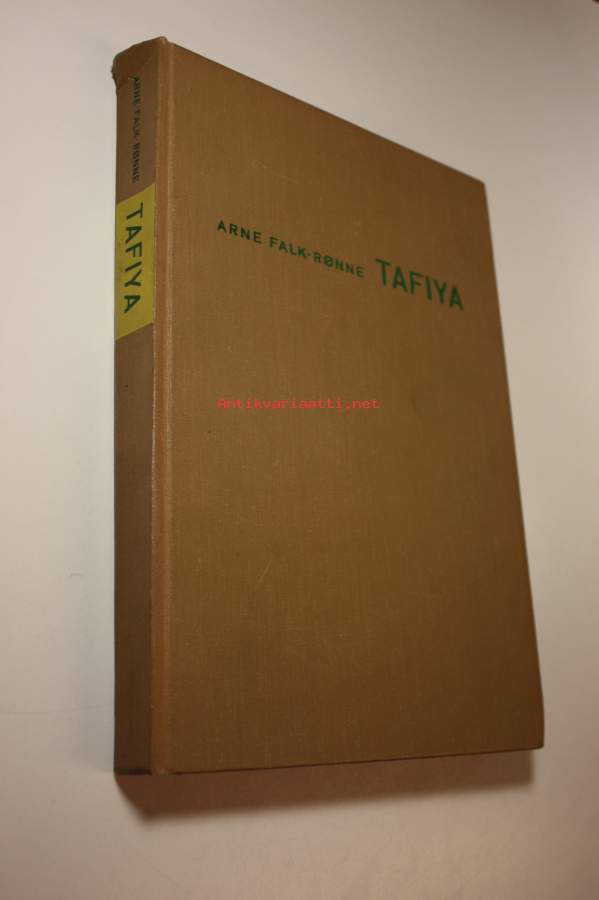 ARNE FALK-RØNNE
TAFIYA
ARNE FALK-RØNNE TAFIYA
Antikvariaatti.net